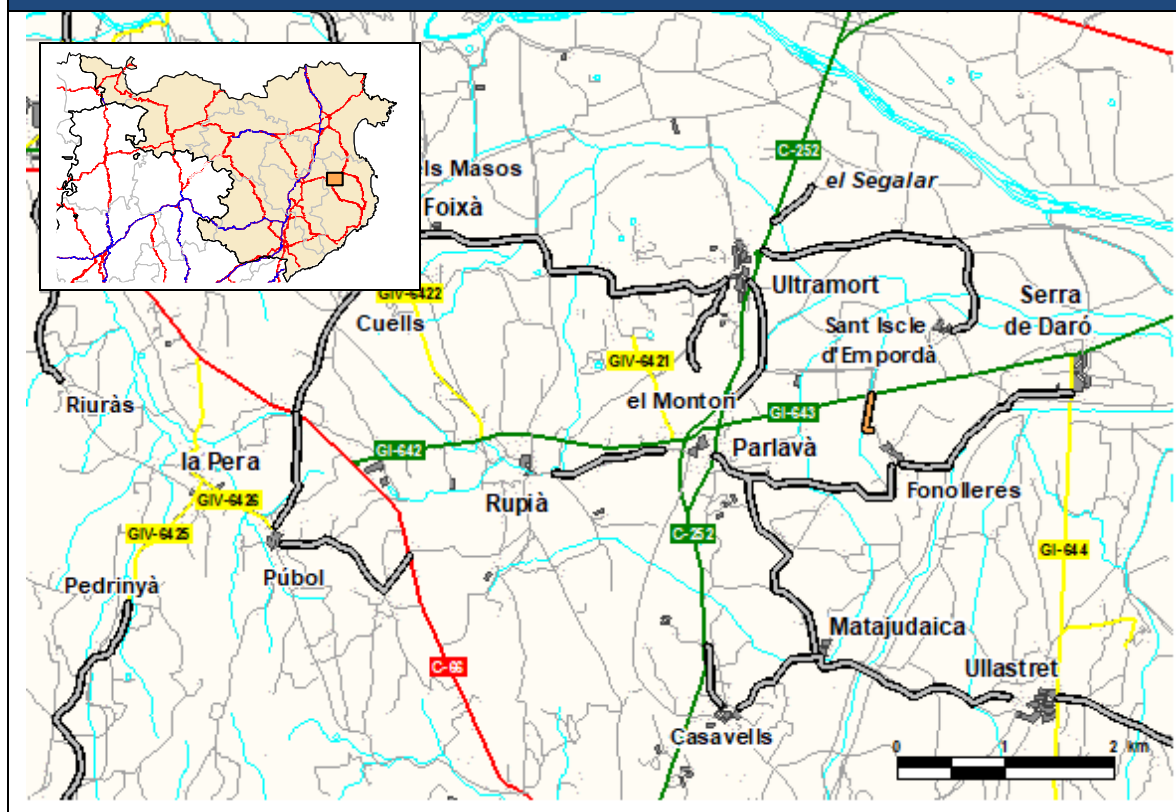 C-252
el Segalar
els Masos
Foixà
Ultramort
Serra
de Daró
GIV-6422
Cuells
Sant Iscle
d'Empordà
GIV-6421
Riuràs
el Monton
GI-643
GI-642
Parlavà
la Pera
GIV-6426
Rupià
Fonolleres
GIV-6425
C-252
GI-644
Pedrinyà
Púbol
Matajudaica
C-66
Ullastret
Casavells
0 1 2 km